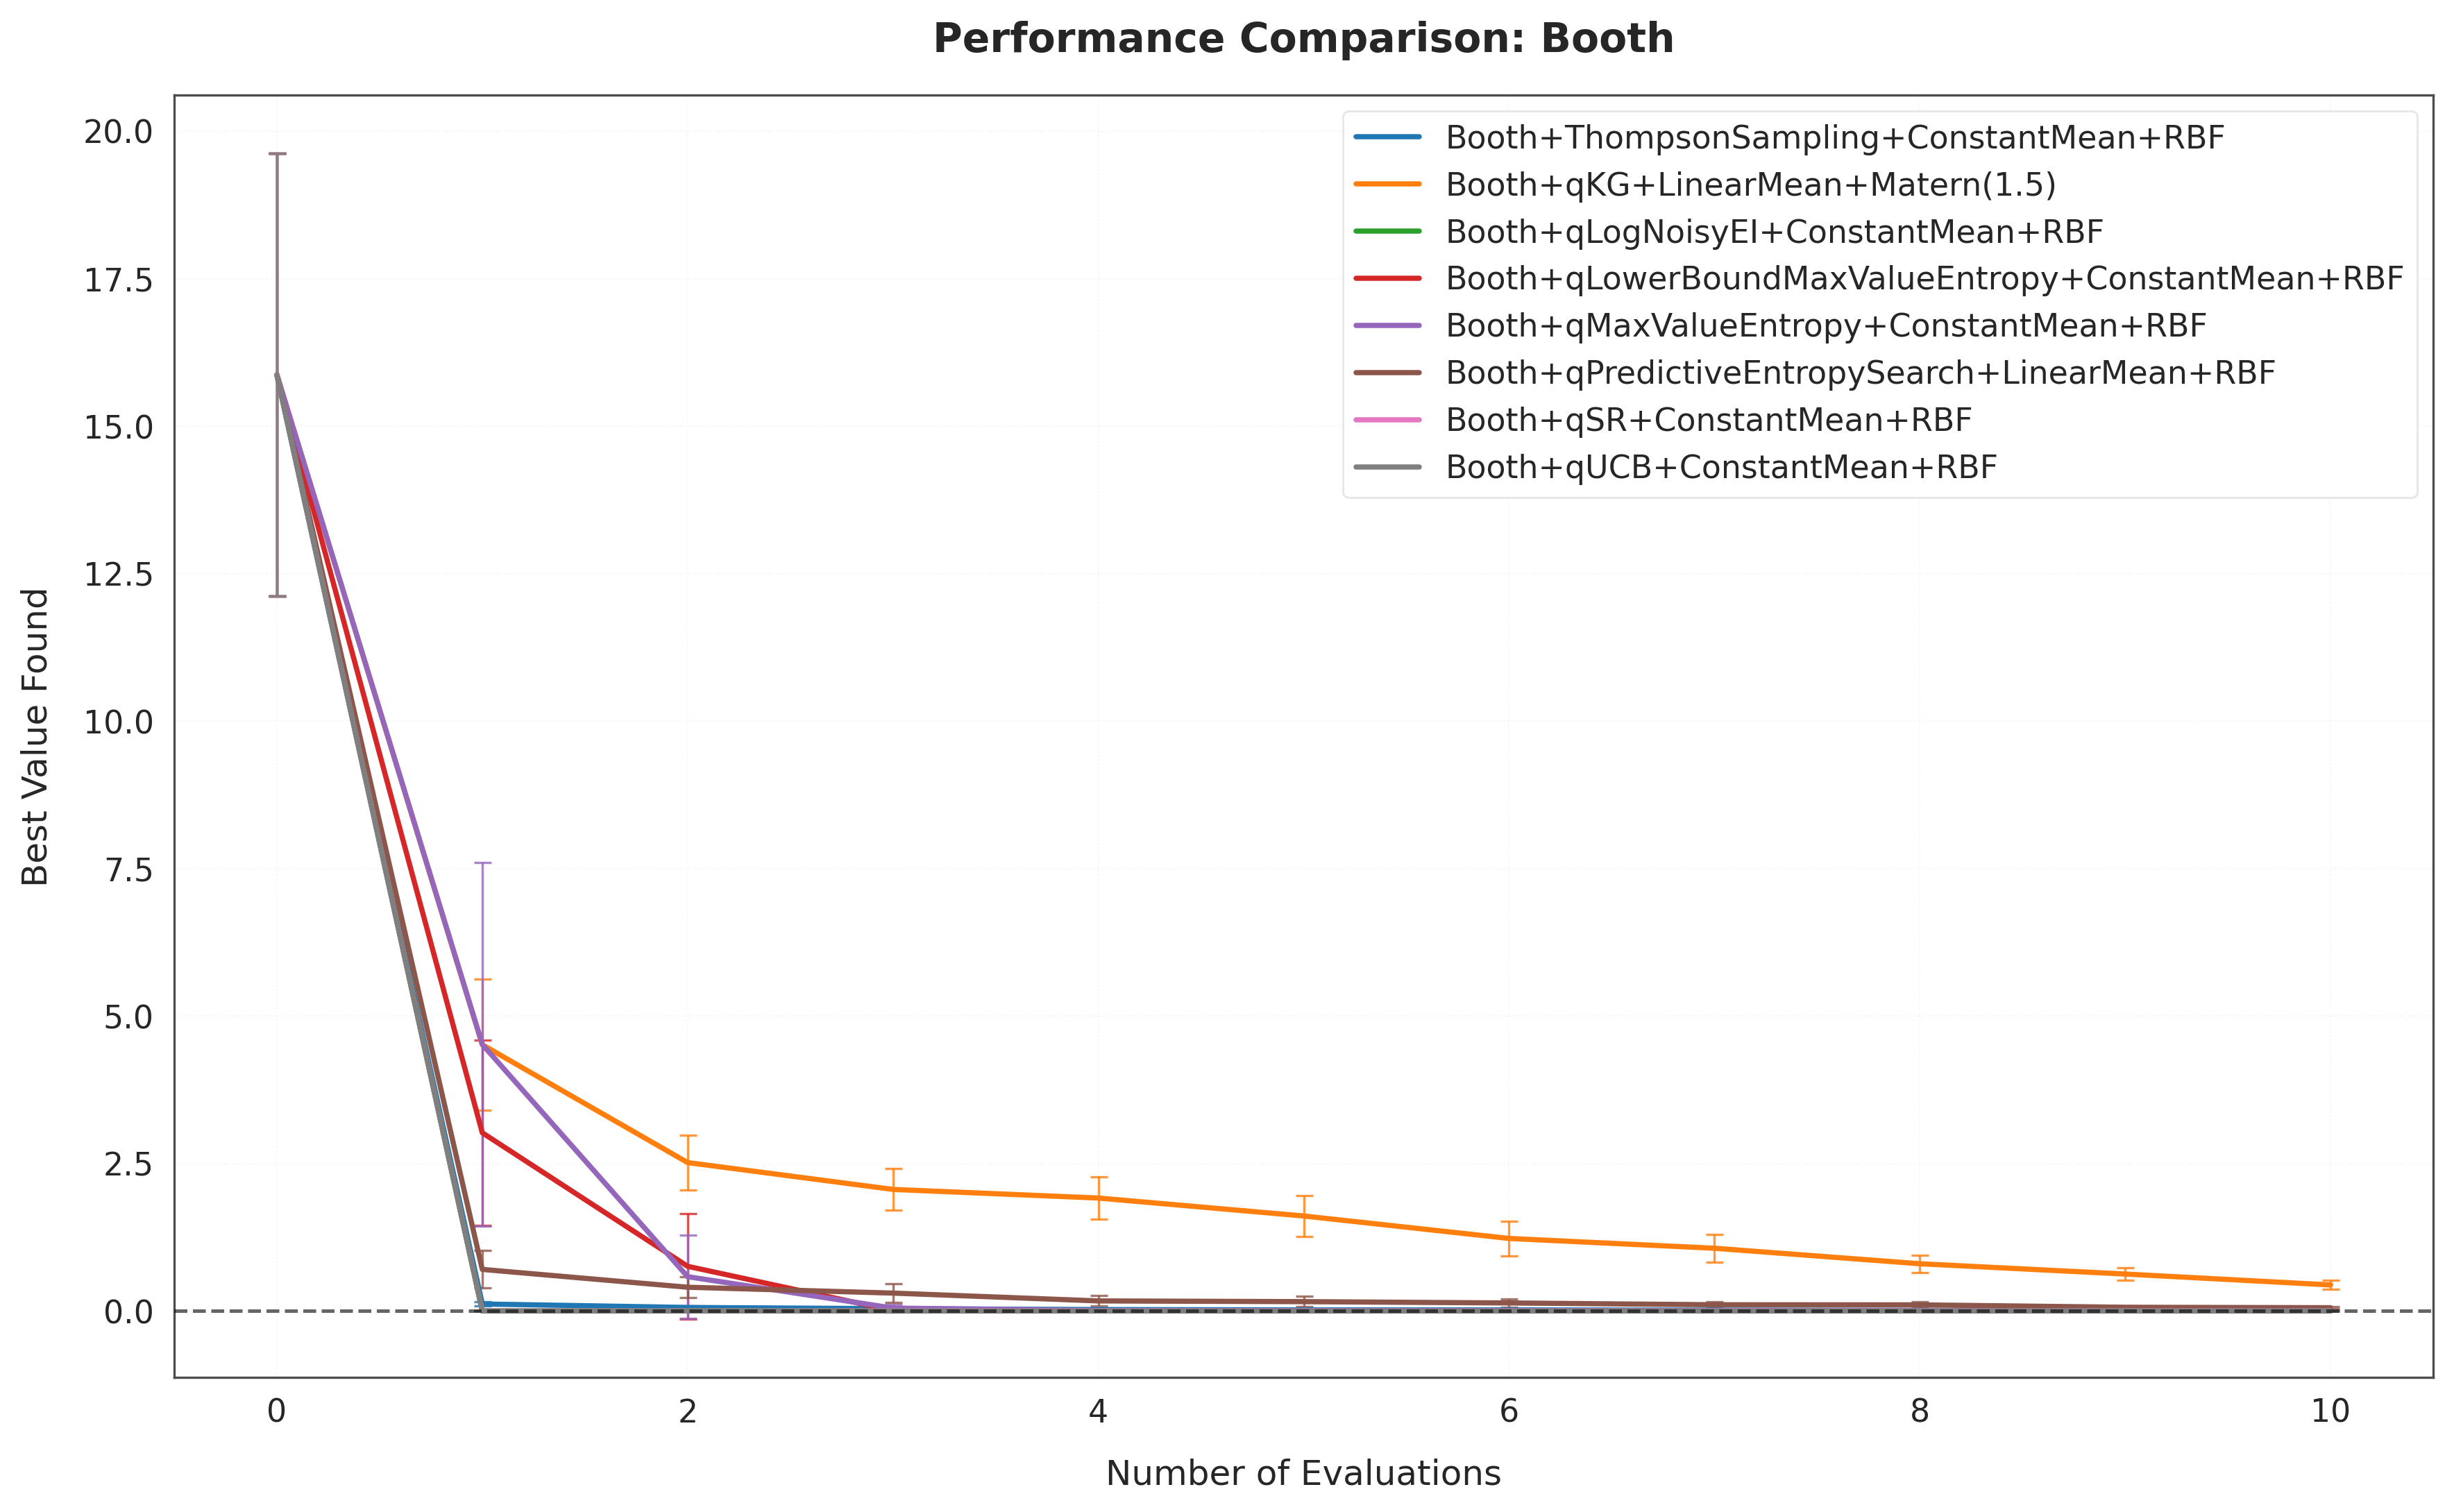 Performance Comparison: Booth
Best Value Found
20.0
17.5
15.0
12.5
10.0
7.5
5.0
2.5
0.0
Booth+ThompsonSampling+ConstantMean+RBF
Booth+qKG+LinearMean+Matern(1.5)
Booth+qLogNoisyEI+ConstantMean+RBF
Booth+qLowerBoundMaxValueEntropy+ConstantMean+RBF
Booth+qMaxValueEntropy+ConstantMean+RBF
Booth+qPredictiveEntropySearch+LinearMean+RBF
Booth+qSR+ConstantMean+RBF
Booth+qUCB+ConstantMean+RBF
0 2 4 6 8 10
Number of Evaluations